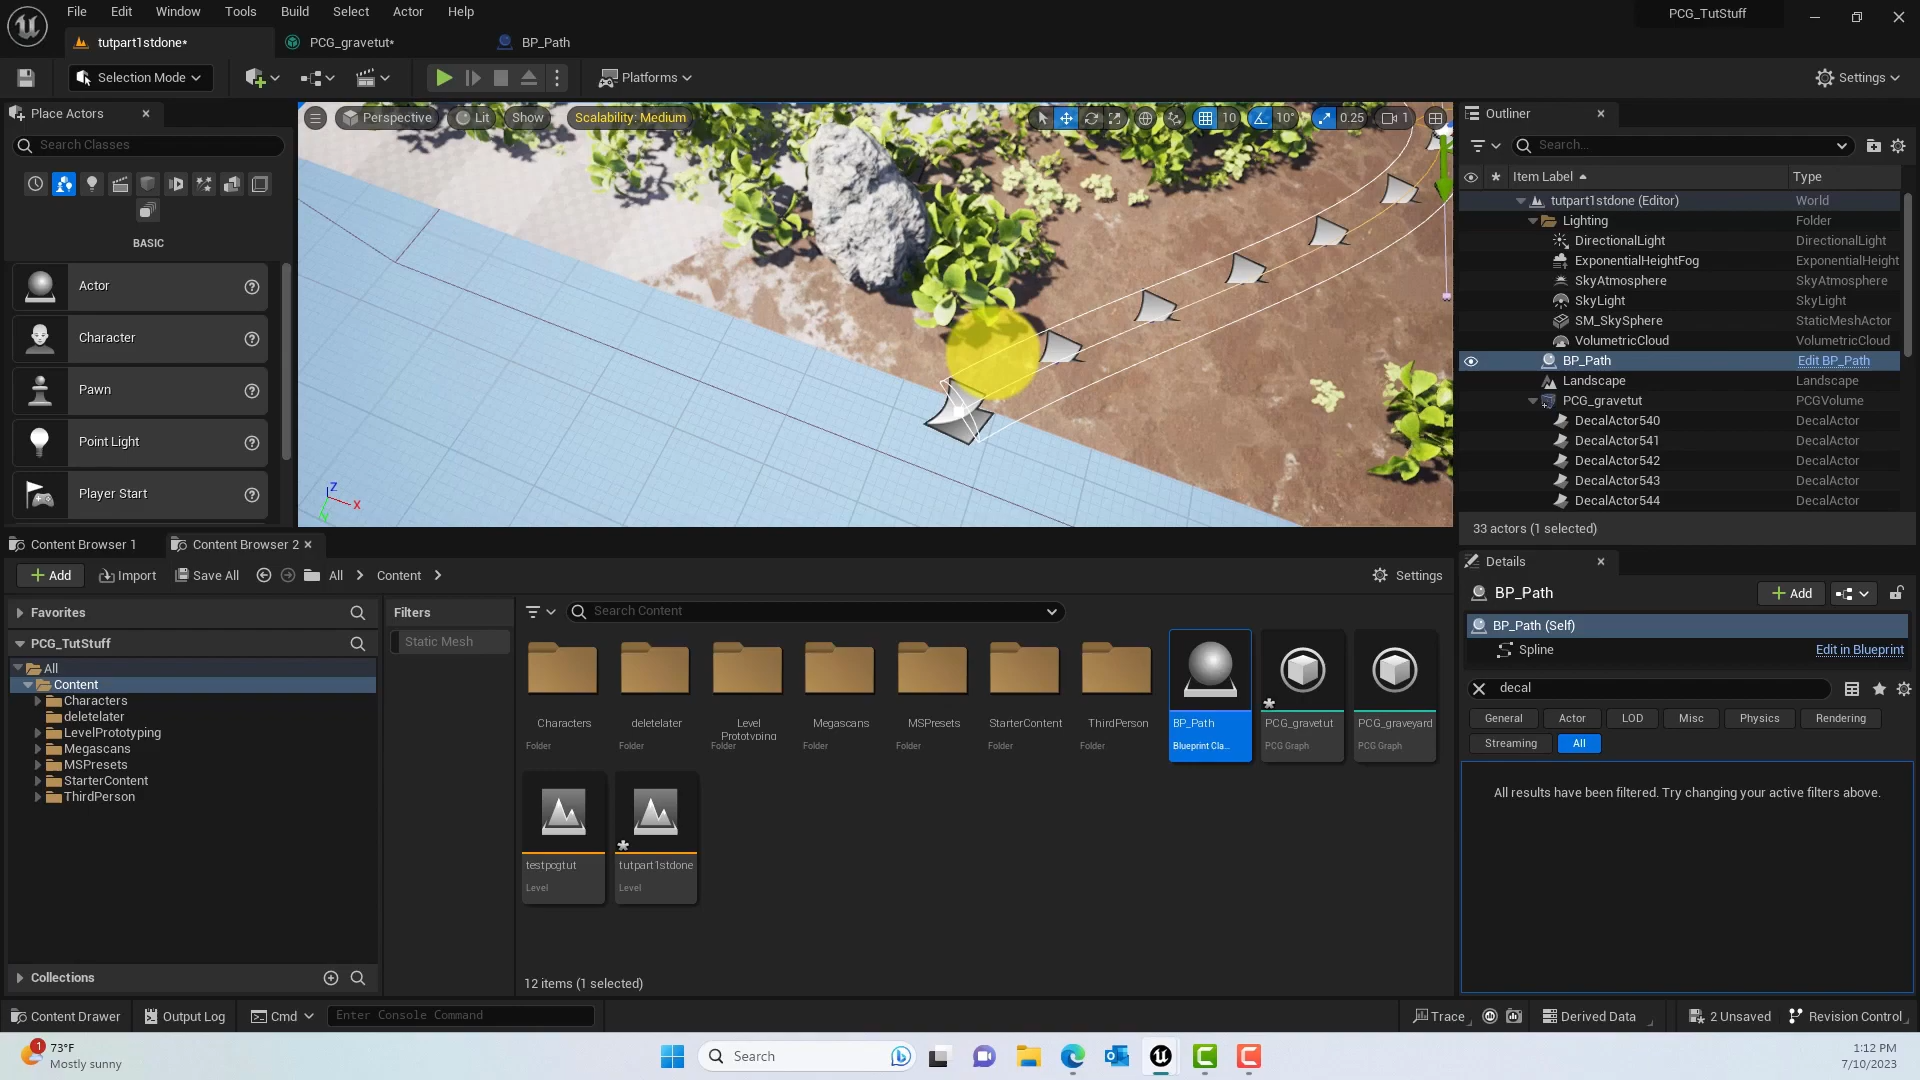 File Edit Window Tools Build Select Actor Help
PCG_TutStuff
tutpart1stdone*
PCG_gravetut*
BP_Path
Selection Mode
Platforms
Settings
Place Actors
Search Classes
BASIC
Actor
Character
Pawn
Point Light
Player Start
Perspective
Lit
Show
Scalability: Medium
10
10°
0.25
1
Z
X
Y
Outliner
Search...
Item Label
Type
tutpart1stdone (Editor) World
Lighting Folder
DirectionalLight DirectionalLight
ExponentialHeightFog ExponentialHeight
SkyAtmosphere SkyAtmosphere
SkyLight SkyLight
SM_SkySphere StaticMeshActor
VolumetricCloud VolumetricCloud
BP_Path Edit BP_Path
Landscape Landscape
PCG_gravetut PCGVolume
DecalActor540 DecalActor
DecalActor541 DecalActor
DecalActor542 DecalActor
DecalActor543 DecalActor
DecalActor544 DecalActor
33 actors (1 selected)
Content Browser 1
Content Browser 2
Add
Import
Save All
All
Content
Settings
Favorites
PCG_TutStuff
All
Content
Characters
deletelater
LevelPrototyping
Megascans
MSPresets
StarterContent
ThirdPerson
Collections
Filters
Static Mesh
Search Content
Characters
Folder
deletelater
Folder
Level
Prototyping
Folder
Megascans
Folder
MSPresets
Folder
StarterContent
Folder
ThirdPerson
Folder
BP_Path
Blueprint Cla...
PCG_gravetut
PCG Graph
PCG_graveyard
PCG Graph
testpcgtut
Level
tutpart1stdone
Level
12 items (1 selected)
Details
BP_Path
Add
BP_Path (Self)
Spline
Edit in Blueprint
decal
General
Actor
LOD
Misc
Physics
Rendering
Streaming
All
All results have been filtered. Try changing your active filters above.
Content Drawer
Output Log
Cmd
Enter Console Command
Trace
Derived Data
2 Unsaved
Revision Control
1
73°F
Mostly sunny
Search
1:12 PM
7/10/2023